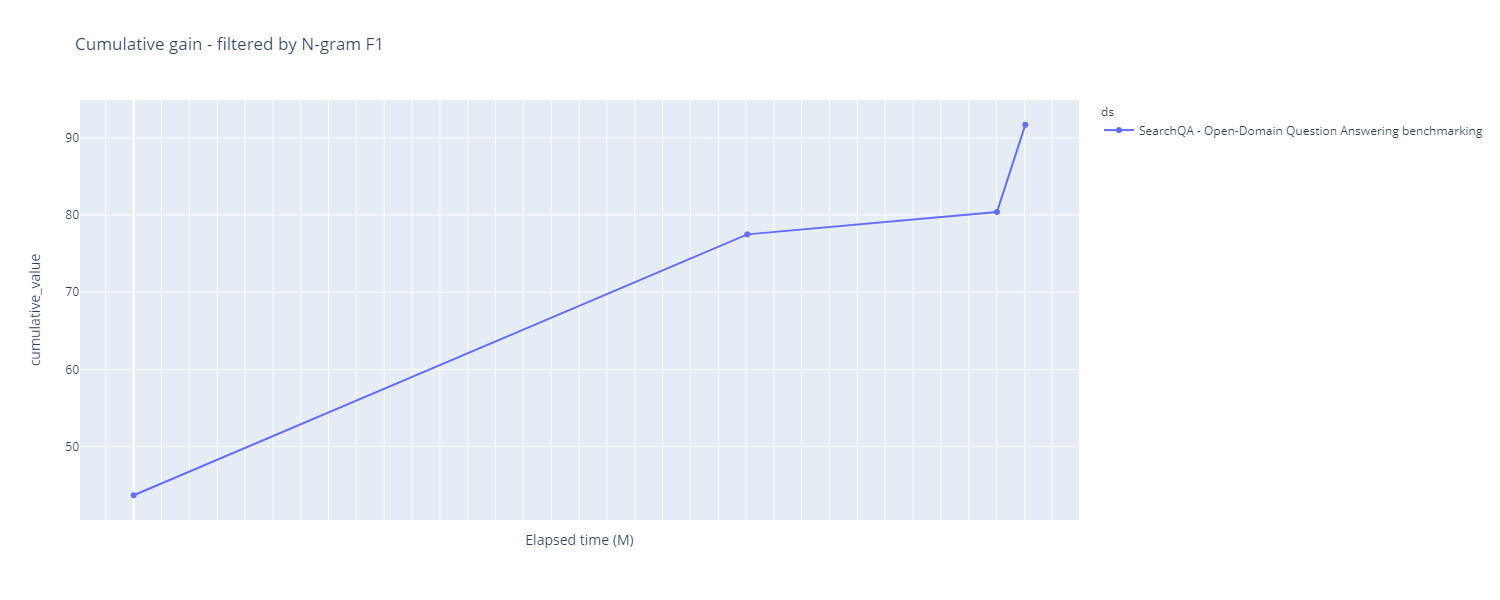 Cumulative gain - filtered by N-gram F1
ds
SearchQA - Open-Domain Question Answering benchmarking
90
80
70
60
50
cumulative_value
Elapsed time (M)